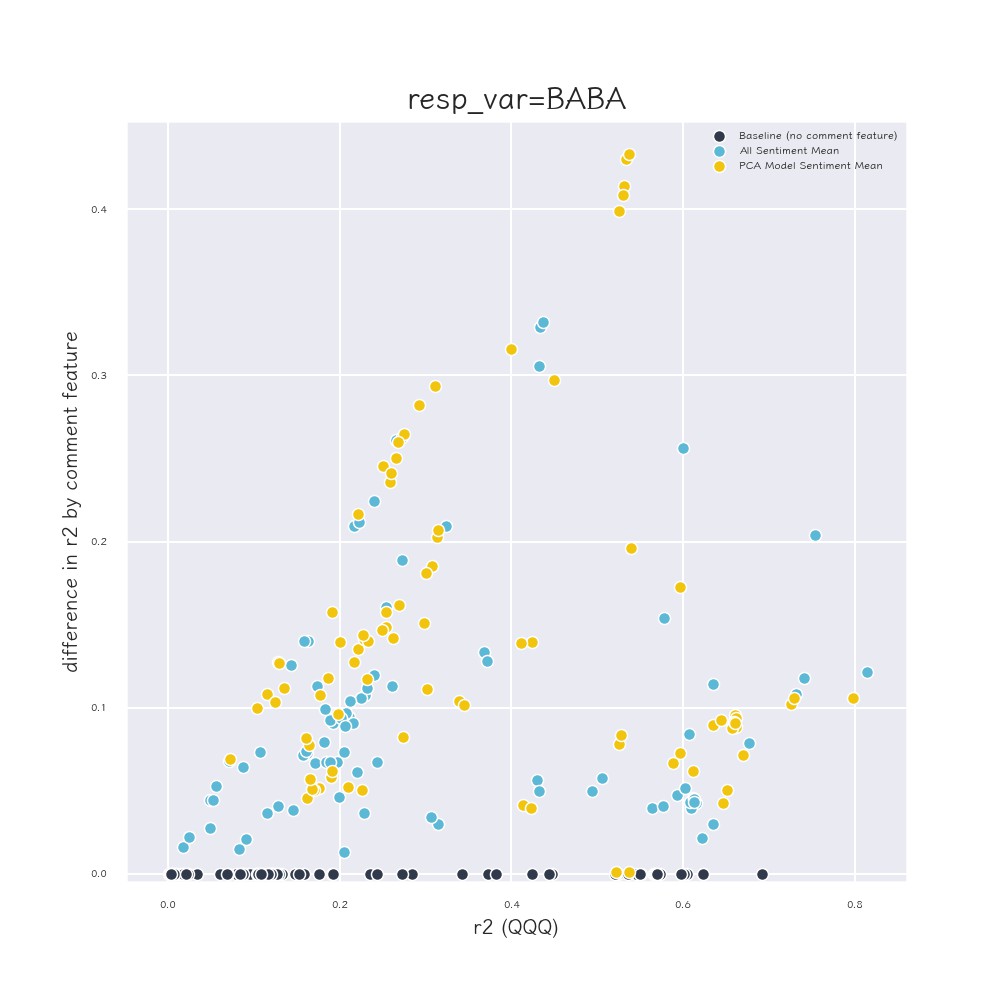 resp_var=BABA
Baseline (no comment feature)
All Sentiment Mean
PCA Model Sentiment Mean
difference in r2 by comment feature
0.4
0.3
0.2
0.1
0.0
0.0 0.2 0.4 0.6 0.8
r2 (QQQ)